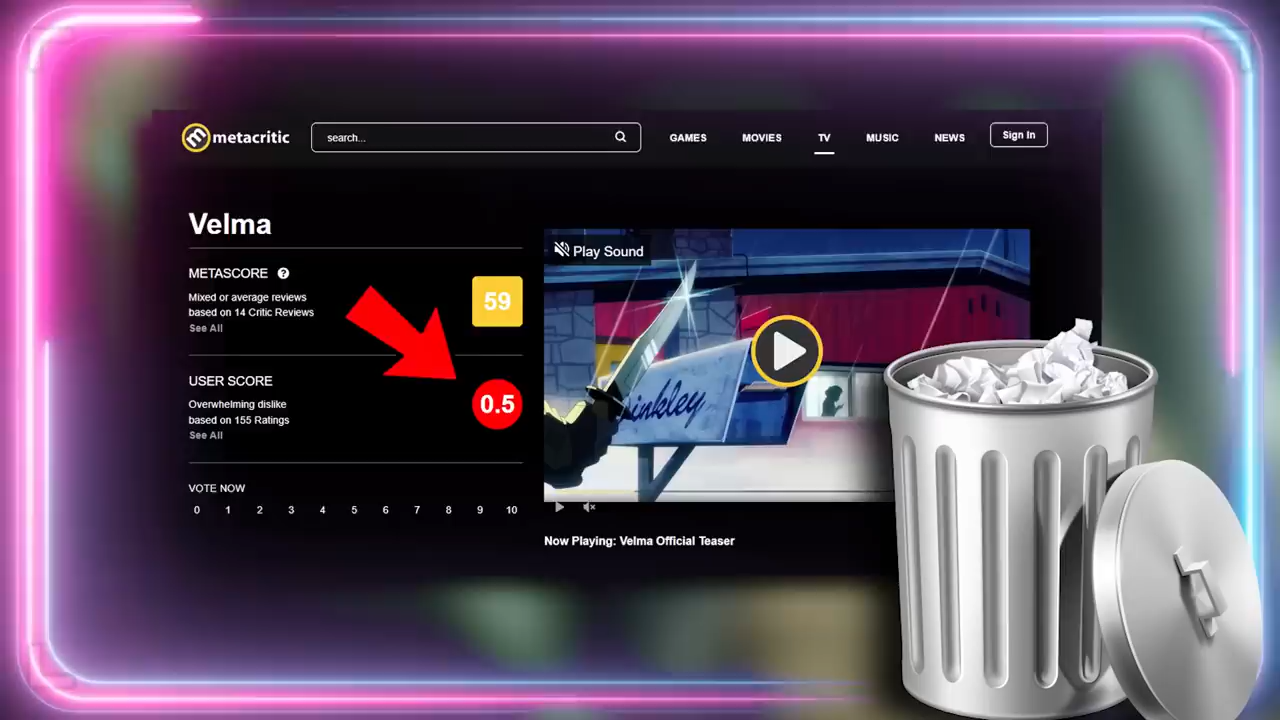 metacritic
search...
GAMES
MOVIES
TV
MUSIC
NEWS
Sign In
Velma
METASCORE ?
Mixed or average reviews
based on 14 Critic Reviews
See All
59
USER SCORE
Overwhelming dislike
based on 155 Ratings
See All
0.5
VOTE NOW
0 1 2 3 4 5 6 7 8 9 10
Play Sound
inkley
Now Playing: Velma Official Teaser